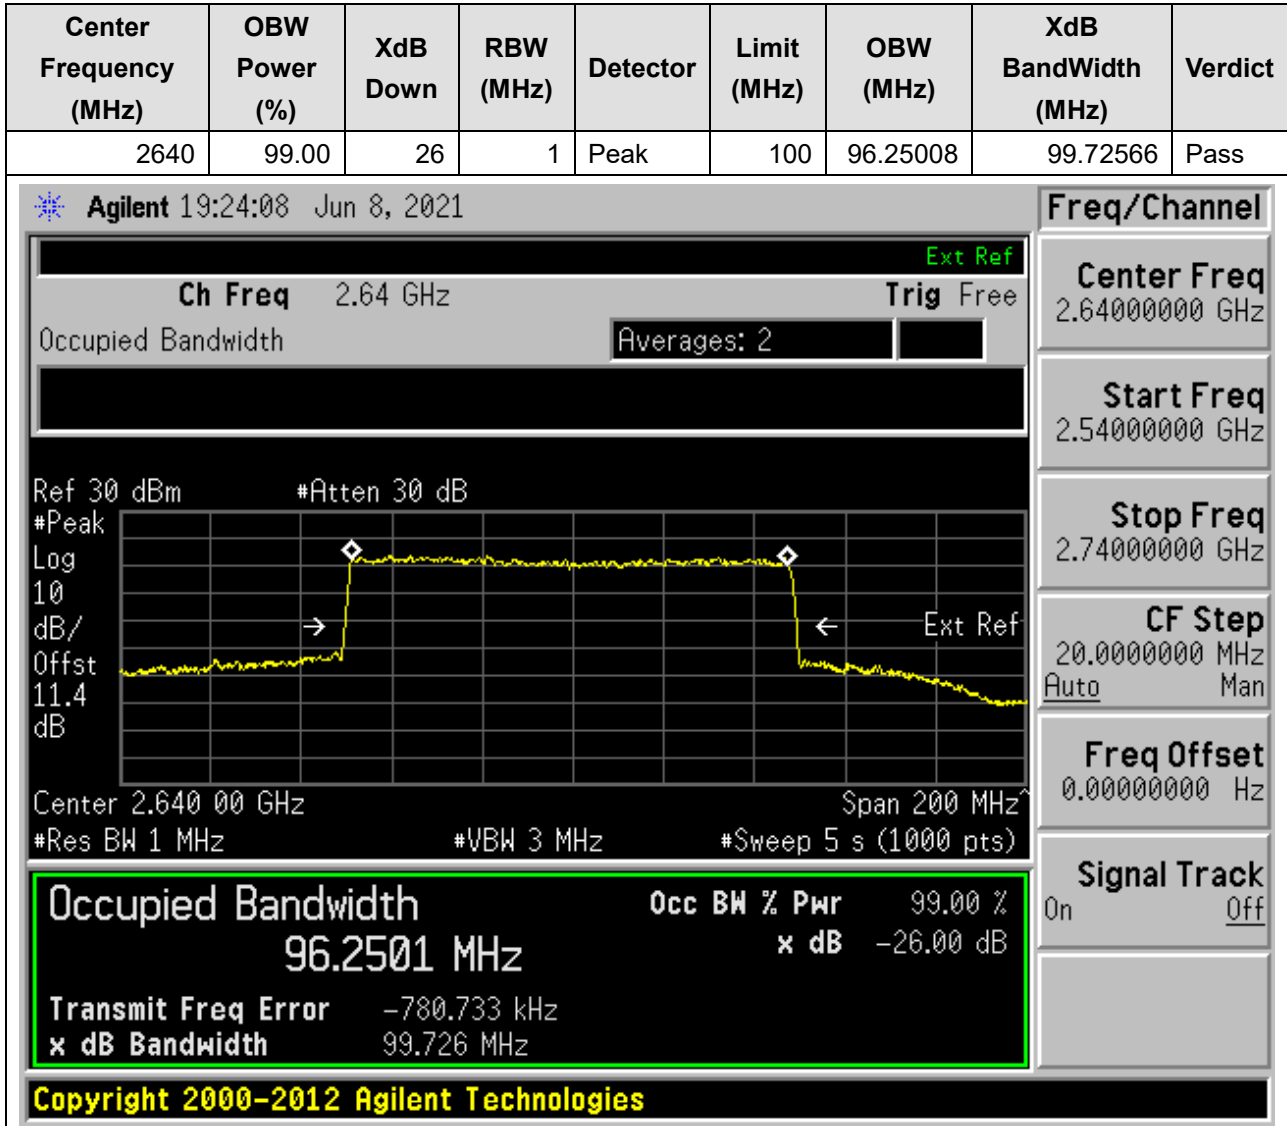 Center Frequency (MHz) OBW Power (%) XdB Down RBW (MHz) Detector Limit (MHz) OBW (MHz) XdB BandWidth (MHz) Verdict
2640 99.00 26 1 Peak 100 96.25008 99.72566 Pass
Agilent 19:24:08 Jun 8, 2021
Freq/Channel
Ext Ref
Ch Freq 2.64 GHz Trig Free
Occupied Bandwidth Averages: 2
Center Freq
2.64000000 GHz
Start Freq
2.54000000 GHz
Stop Freq
2.74000000 GHz
CF Step
20.0000000 MHz
Auto Man
Freq Offset
0.00000000 Hz
Signal Track
On Off
Ref 30 dBm #Atten 30 dB
#Peak
Log
10
dB/
Offst
11.4
dB
Ext Ref
Center 2.640 00 GHz Span 200 MHz^
#Res BW 1 MHz #VBW 3 MHz #Sweep 5 s (1000 pts)
Occupied Bandwidth
96.2501 MHz
Occ BW % Pwr 99.00 %
x dB -26.00 dB
Transmit Freq Error -780.733 kHz
x dB Bandwidth 99.726 MHz
Copyright 2000-2012 Agilent Technologies